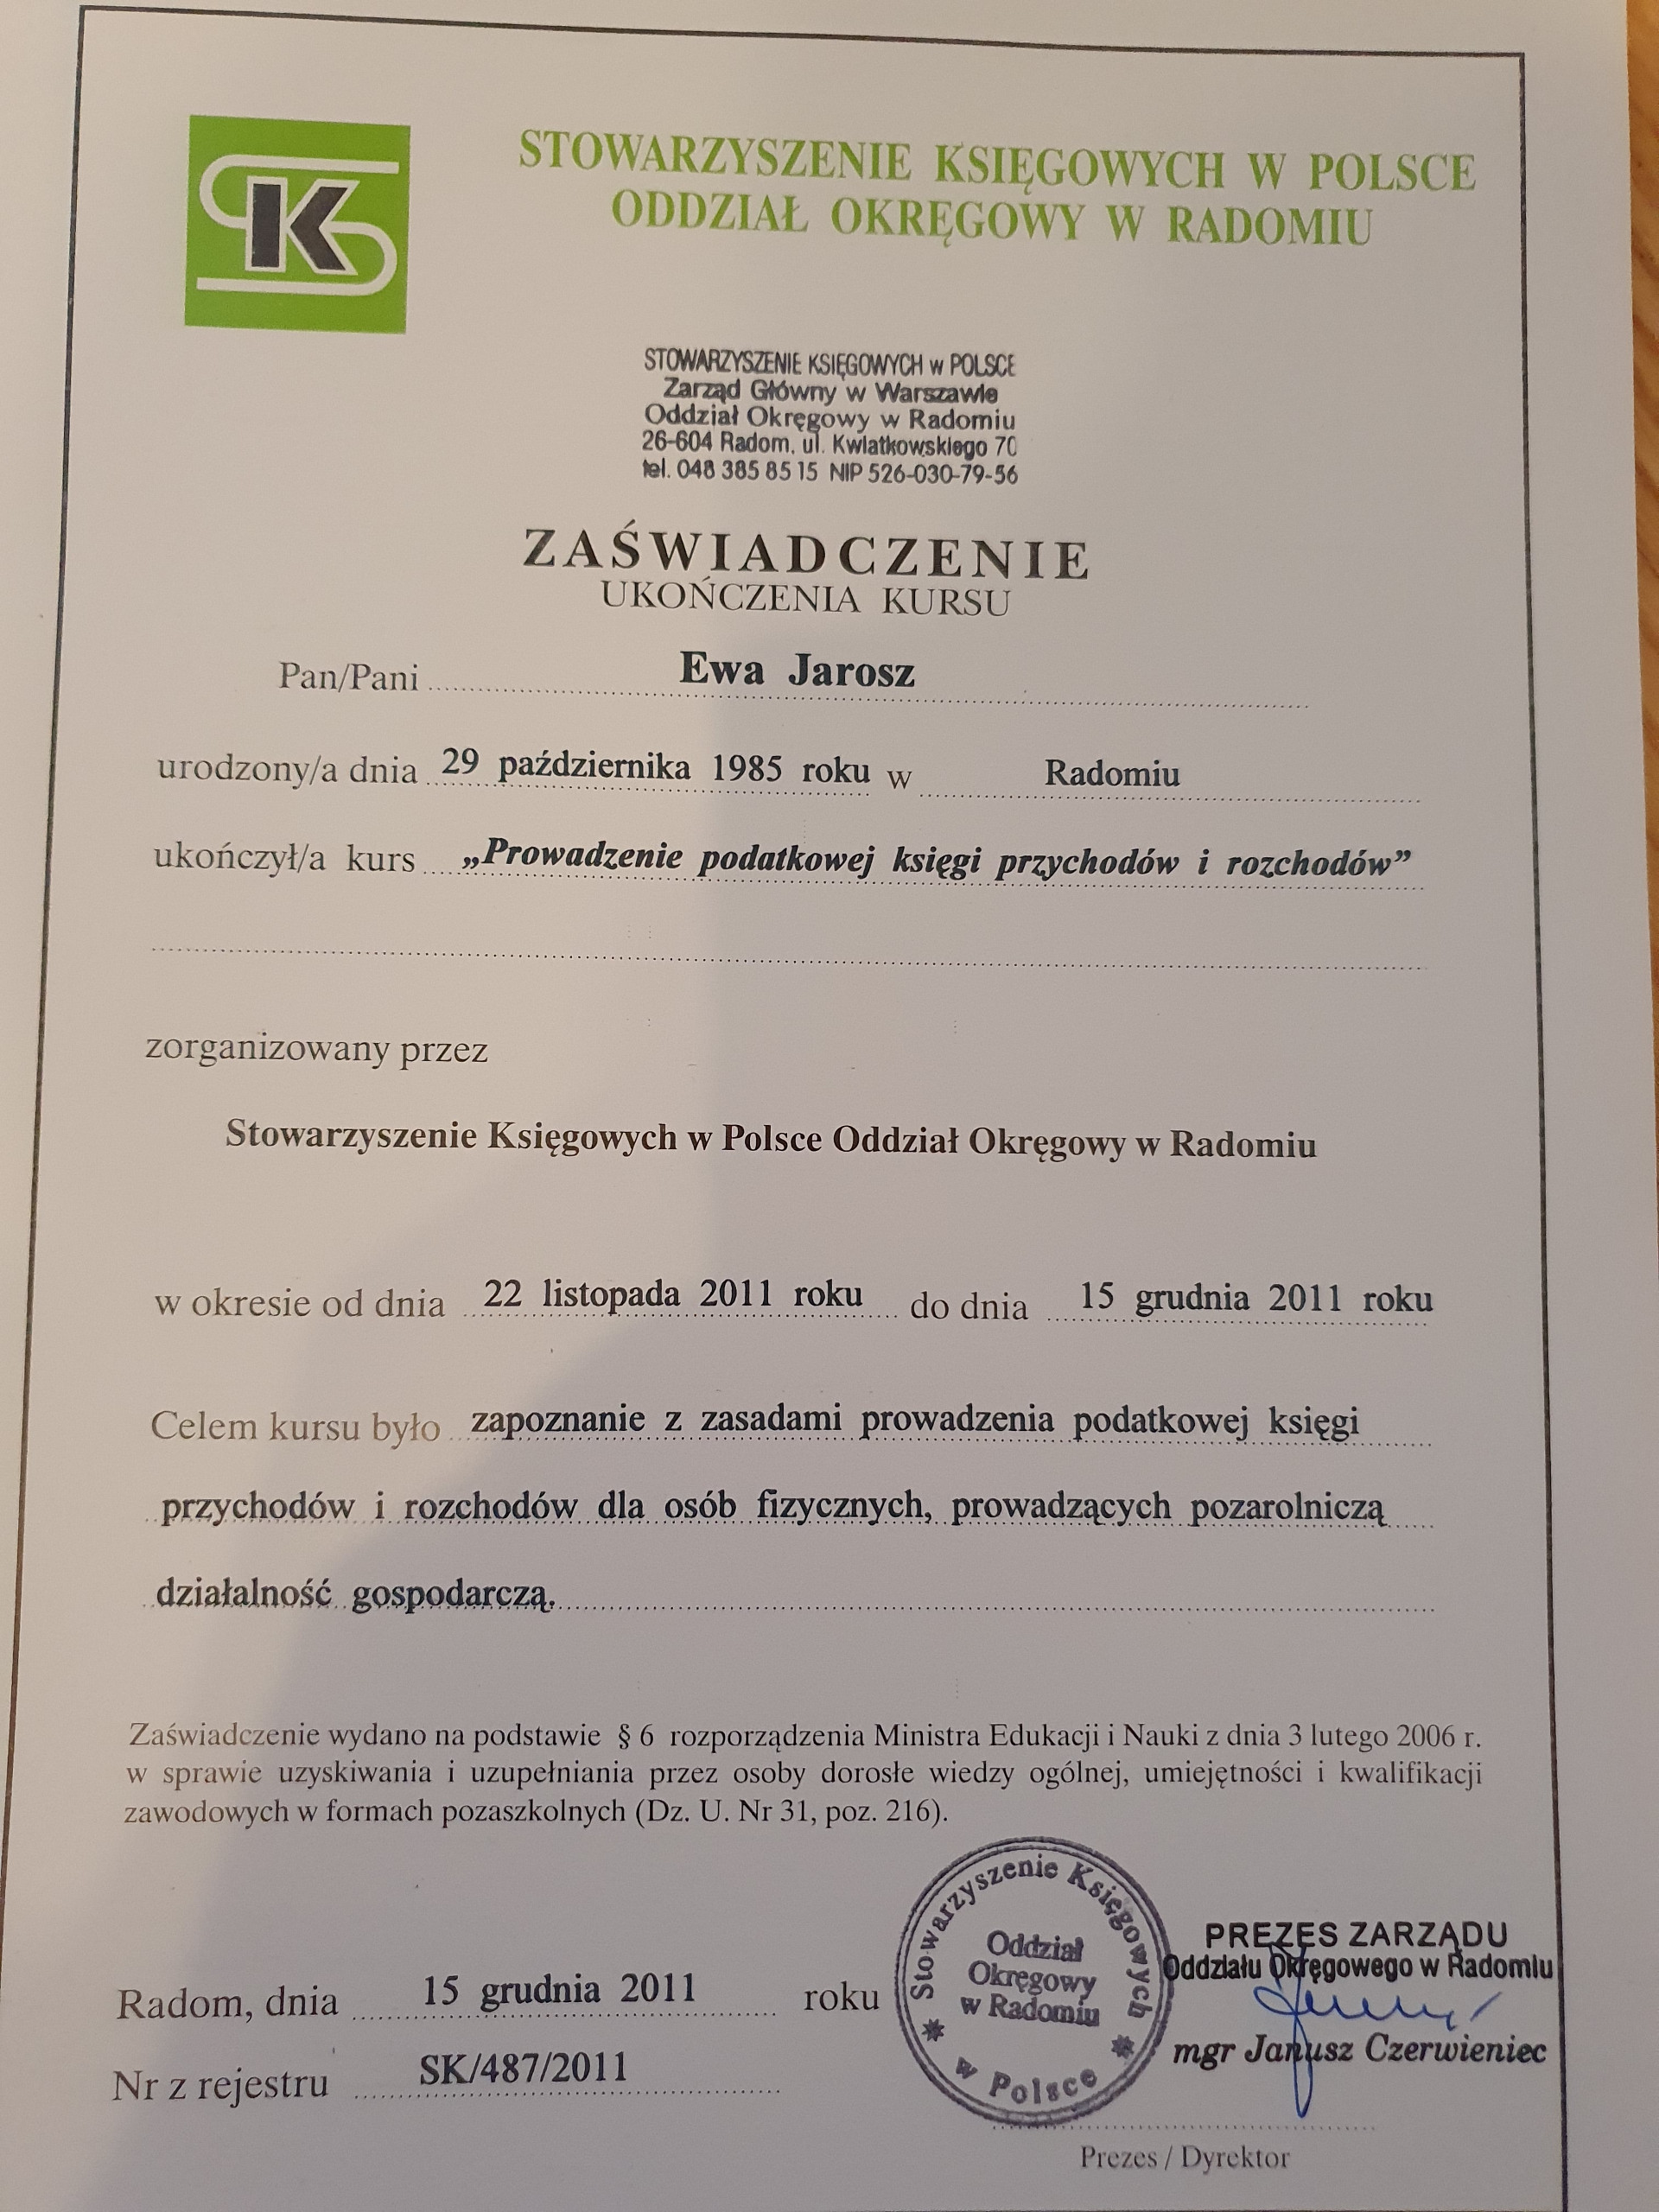 SK
STOWARZYSZENIE KSIĘGOWYCH W POLSCE
ODDZIAŁ OKRĘGOWY W RADOMIU
STOWARZYSZENIE KSIĘGOWYCH w POLSCE
Zarząd Główny w Warszawie
Oddział Okręgowy w Radomiu
26-604 Radom, ul. Kwiatkowskiego 70
tel. 048 385 85 15 NIP 526-030-79-56
ZAŚWIADCZENIE
UKOŃCZENIA KURSU
Pan/Pani Ewa Jarosz
urodzony/a dnia 29 października 1985 roku w Radomiu
ukończył/a kurs „Prowadzenie podatkowej księgi przychodów i rozchodów”
zorganizowany przez
Stowarzyszenie Księgowych w Polsce Oddział Okręgowy w Radomiu
w okresie od dnia 22 listopada 2011 roku do dnia 15 grudnia 2011 roku
Celem kursu było zapoznanie z zasadami prowadzenia podatkowej księgi
przychodów i rozchodów dla osób fizycznych, prowadzących pozarolniczą
działalność gospodarczą.
Zaświadczenie wydano na podstawie § 6 rozporządzenia Ministra Edukacji i Nauki z dnia 3 lutego 2006 r.
w sprawie uzyskiwania i uzupełniania przez osoby dorosłe wiedzy ogólnej, umiejętności i kwalifikacji
zawodowych w formach pozaszkolnych (Dz. U. Nr 31, poz. 216).
Radom, dnia 15 grudnia 2011 roku
Nr z rejestru SK/487/2011
Stowarzyszenie Księgowych
w Polsce
Oddział
Okręgowy
w Radomiu
PREZES ZARZĄDU
Oddziału Okręgowego w Radomiu
mgr Janusz Czerwieniec
Prezes / Dyrektor